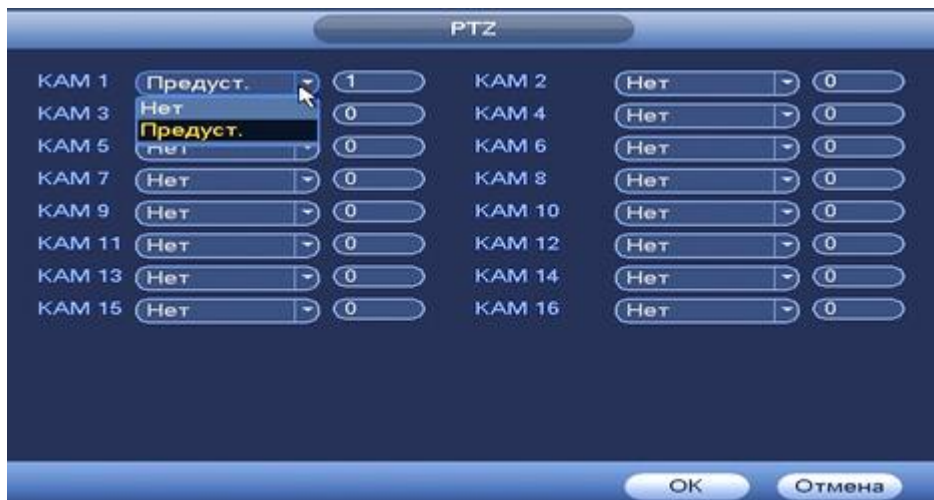 PTZ
КАМ 1 Предуст. 1 КАМ 2 Нет 0
КАМ 3 Нет 0 КАМ 4 Нет 0
Предуст.
КАМ 5 Нет 0 КАМ 6 Нет 0
КАМ 7 Нет 0 КАМ 8 Нет 0
КАМ 9 Нет 0 КАМ 10 Нет 0
КАМ 11 Нет 0 КАМ 12 Нет 0
КАМ 13 Нет 0 КАМ 14 Нет 0
КАМ 15 Нет 0 КАМ 16 Нет 0
OK Отмена